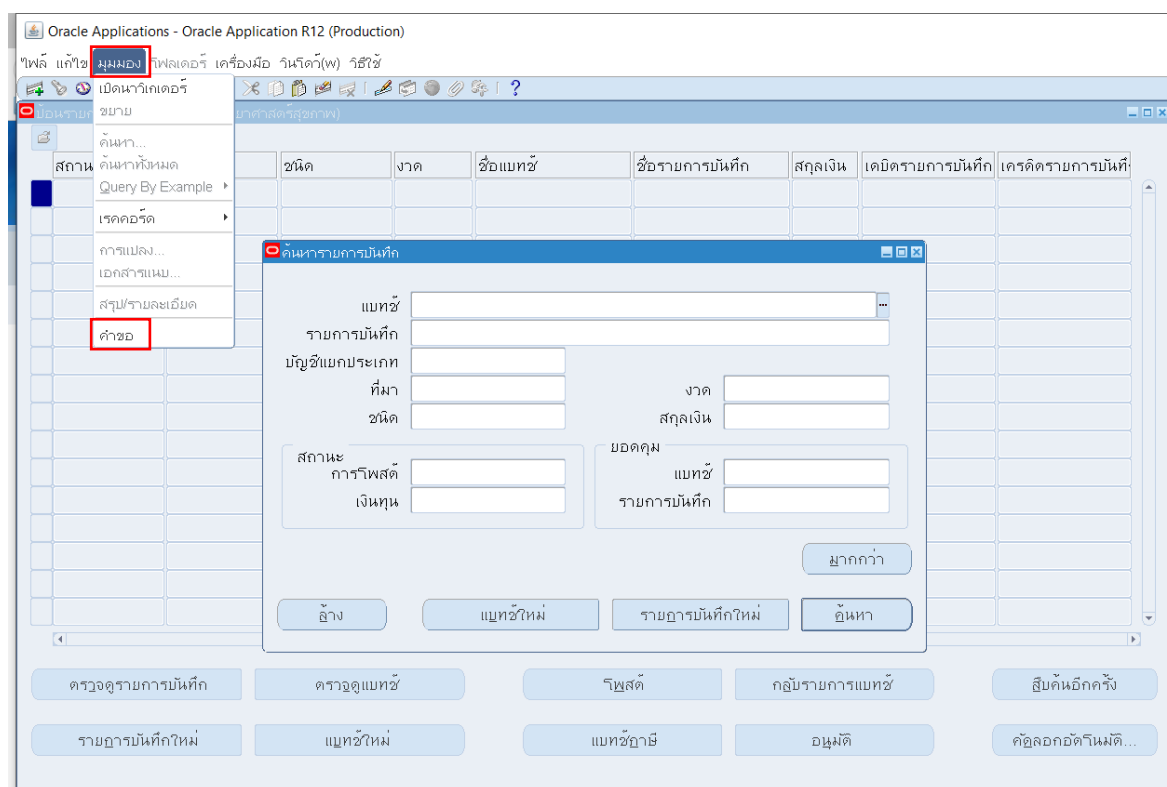 Oracle Applications - Oracle Application R12 (Production)
ไฟล์ แก้ไข มุมมอง โฟลเดอร์ เครื่องมือ วินโดว์(w) วิธีใช้
เปิดนาวิเกเตอร์
ขยาย
ค้นหา...
ค้นหาทั้งหมด
Query By Example
เรคคอร์ด
การแปลง...
เอกสารแนบ...
สรุป/รายละเอียด
คำขอ
ป้อนราย ยาศาสตร์สุขภาพ)
สถาน ชนิด งวด ชื่อแบทช์ ชื่อรายการบันทึก สกุลเงิน เดบิตรายการบันทึก เครดิตรายการบันทึ
ค้นหารายการบันทึก
แบทช์
รายการบันทึก
บัญชีแยกประเภท
ที่มา งวด
ชนิด สกุลเงิน
สถานะ ยอดคุม
การโพสต์ แบทช์
เงินทุน รายการบันทึก
มากกว่า
ล้าง แบทช์ใหม่ รายการบันทึกใหม่ ค้นหา
ตรวจดูรายการบันทึก ตรวจดูแบทช์ โพสต์ กลับรายการแบทช์ สืบค้นอีกครั้ง
รายการบันทึกใหม่ แบทช์ใหม่ แบทช์ภาษี อนุมัติ คัดลอกอัตโนมัติ...